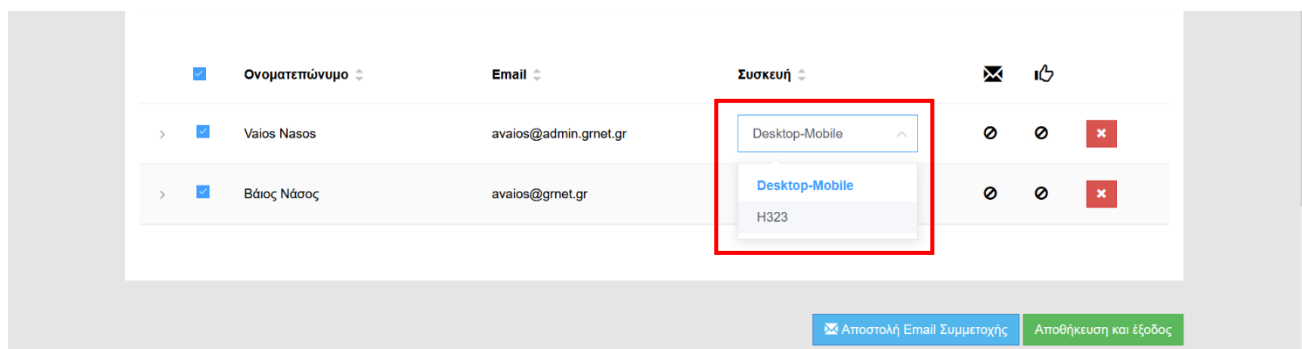 Ονοματεπώνυμο Email Συσκευή
Vaios Nasos avaios@admin.grnet.gr Desktop-Mobile
Desktop-Mobile
Βάιος Νάσος avaios@grnet.gr
H323
Αποστολή Email Συμμετοχής Αποθήκευση και έξοδος